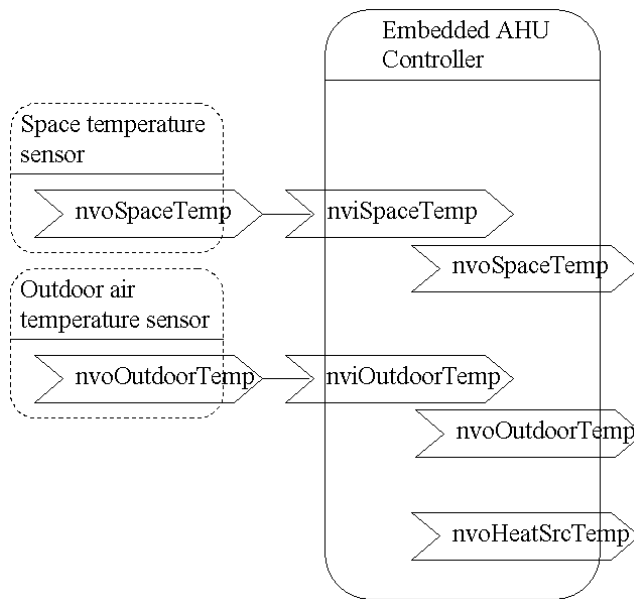 Embedded AHU
Controller
Space temperature
sensor
nvoSpaceTemp
nviSpaceTemp
nvoSpaceTemp
Outdoor air
temperature sensor
nvoOutdoorTemp
nviOutdoorTemp
nvoOutdoorTemp
nvoHeatSrcTemp